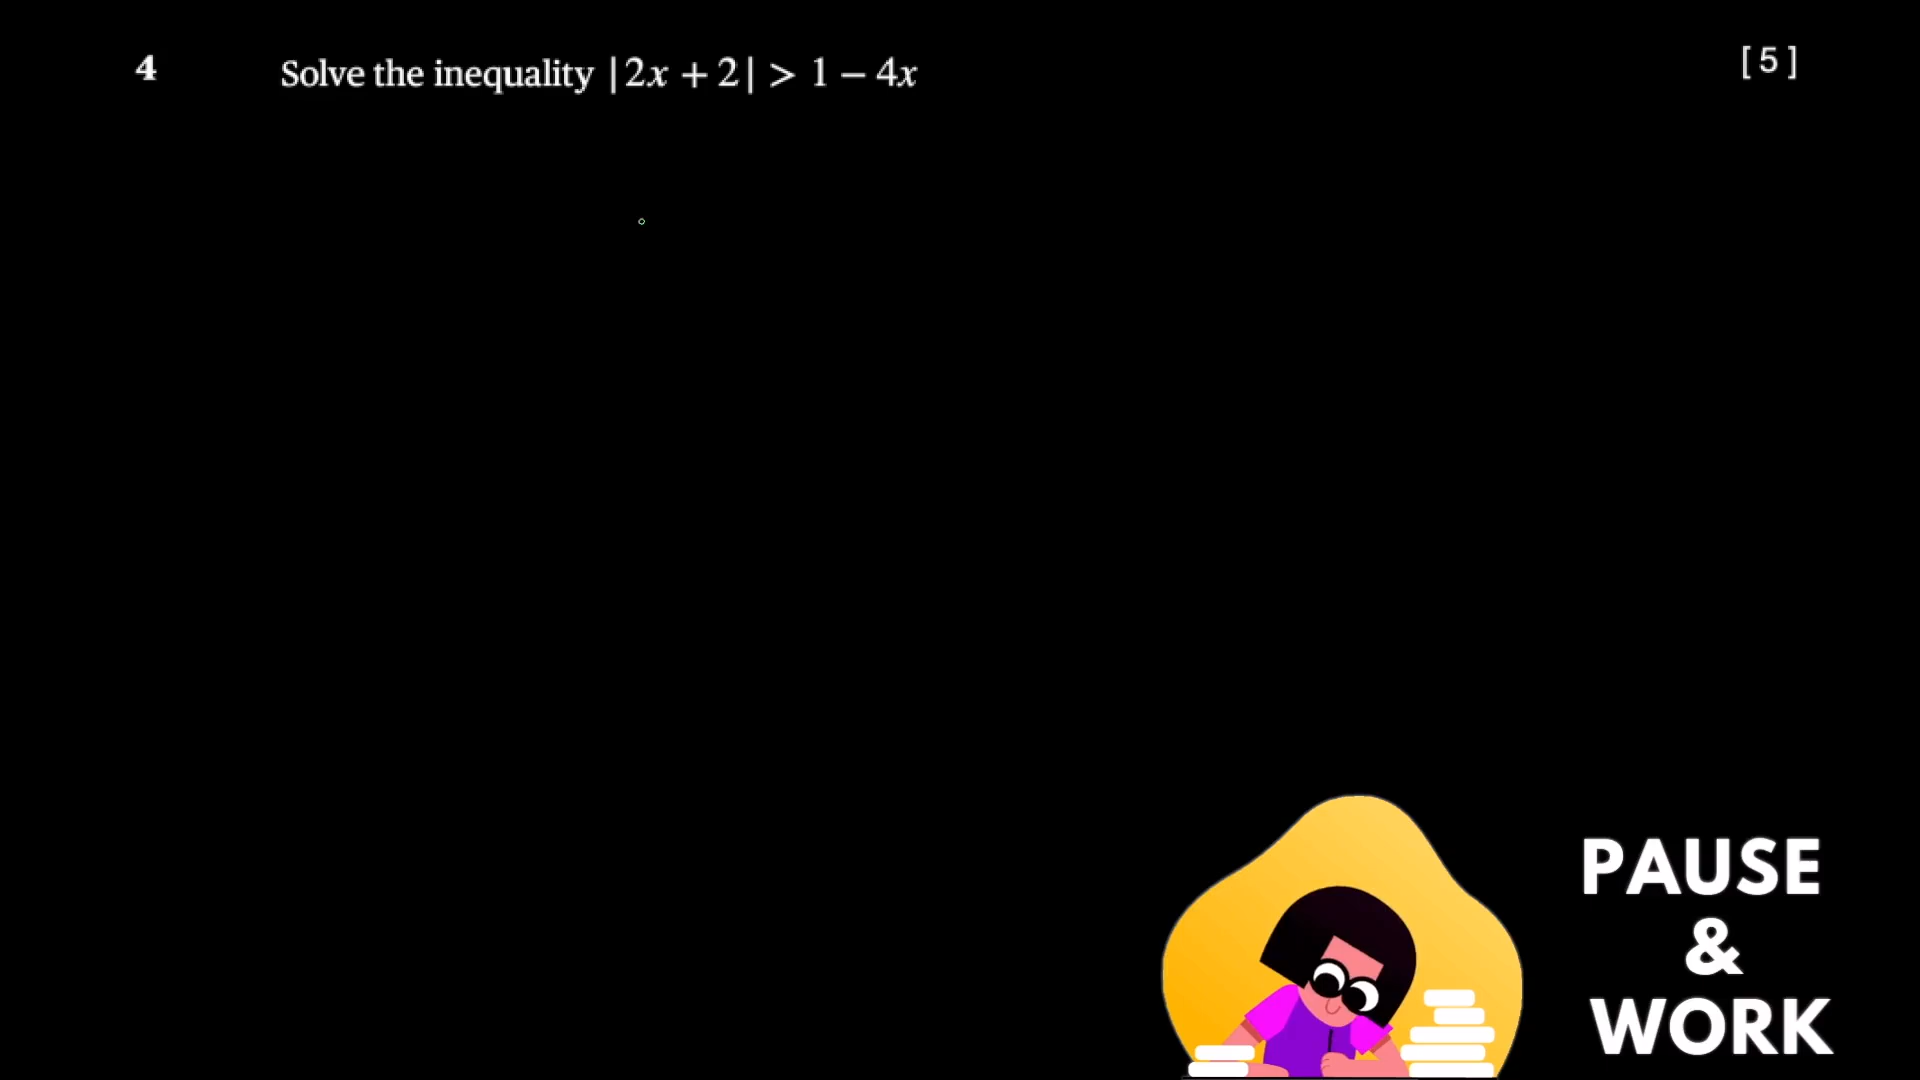 4 Solve the inequality |2x + 2| > 1 − 4x [5]
PAUSE
&
WORK